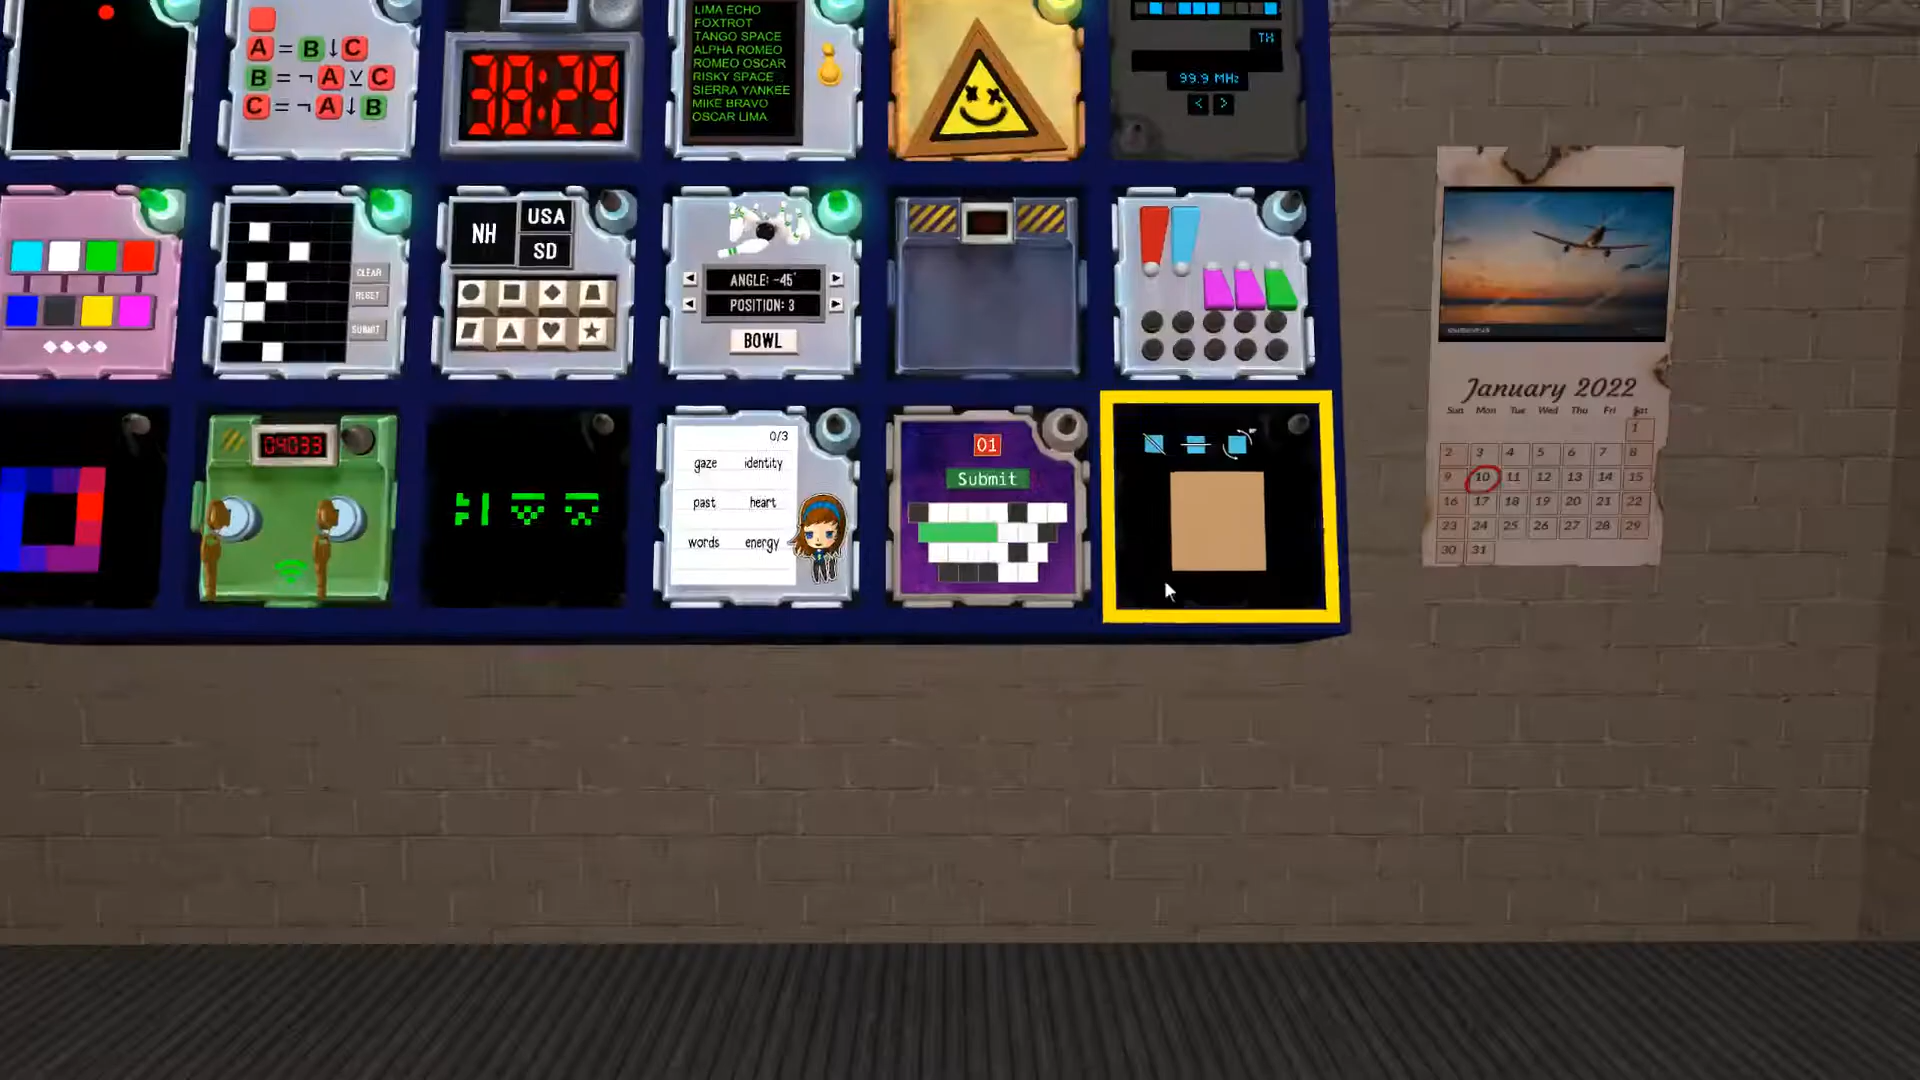 A = B ↓ C
B = ¬ A ⊻ C
C = ¬ A ↓ B
38:29
LIMA ECHO
FOXTROT
TANGO SPACE
ALPHA ROMEO
ROMEO OSCAR
RISKY SPACE
SIERRA YANKEE
MIKE BRAVO
OSCAR LIMA
TX
99.9 MHz
< >
CLEAR
RESET
SUBMIT
NH
USA
SD
ANGLE: -45°
POSITION: 3
BOWL
04033
0/3
gaze identity
past heart
words energy
01
Submit
January 2022
Sun Mon Tue Wed Thu Fri Sat
1
2 3 4 5 6 7 8
9 10 11 12 13 14 15
16 17 18 19 20 21 22
23 24 25 26 27 28 29
30 31